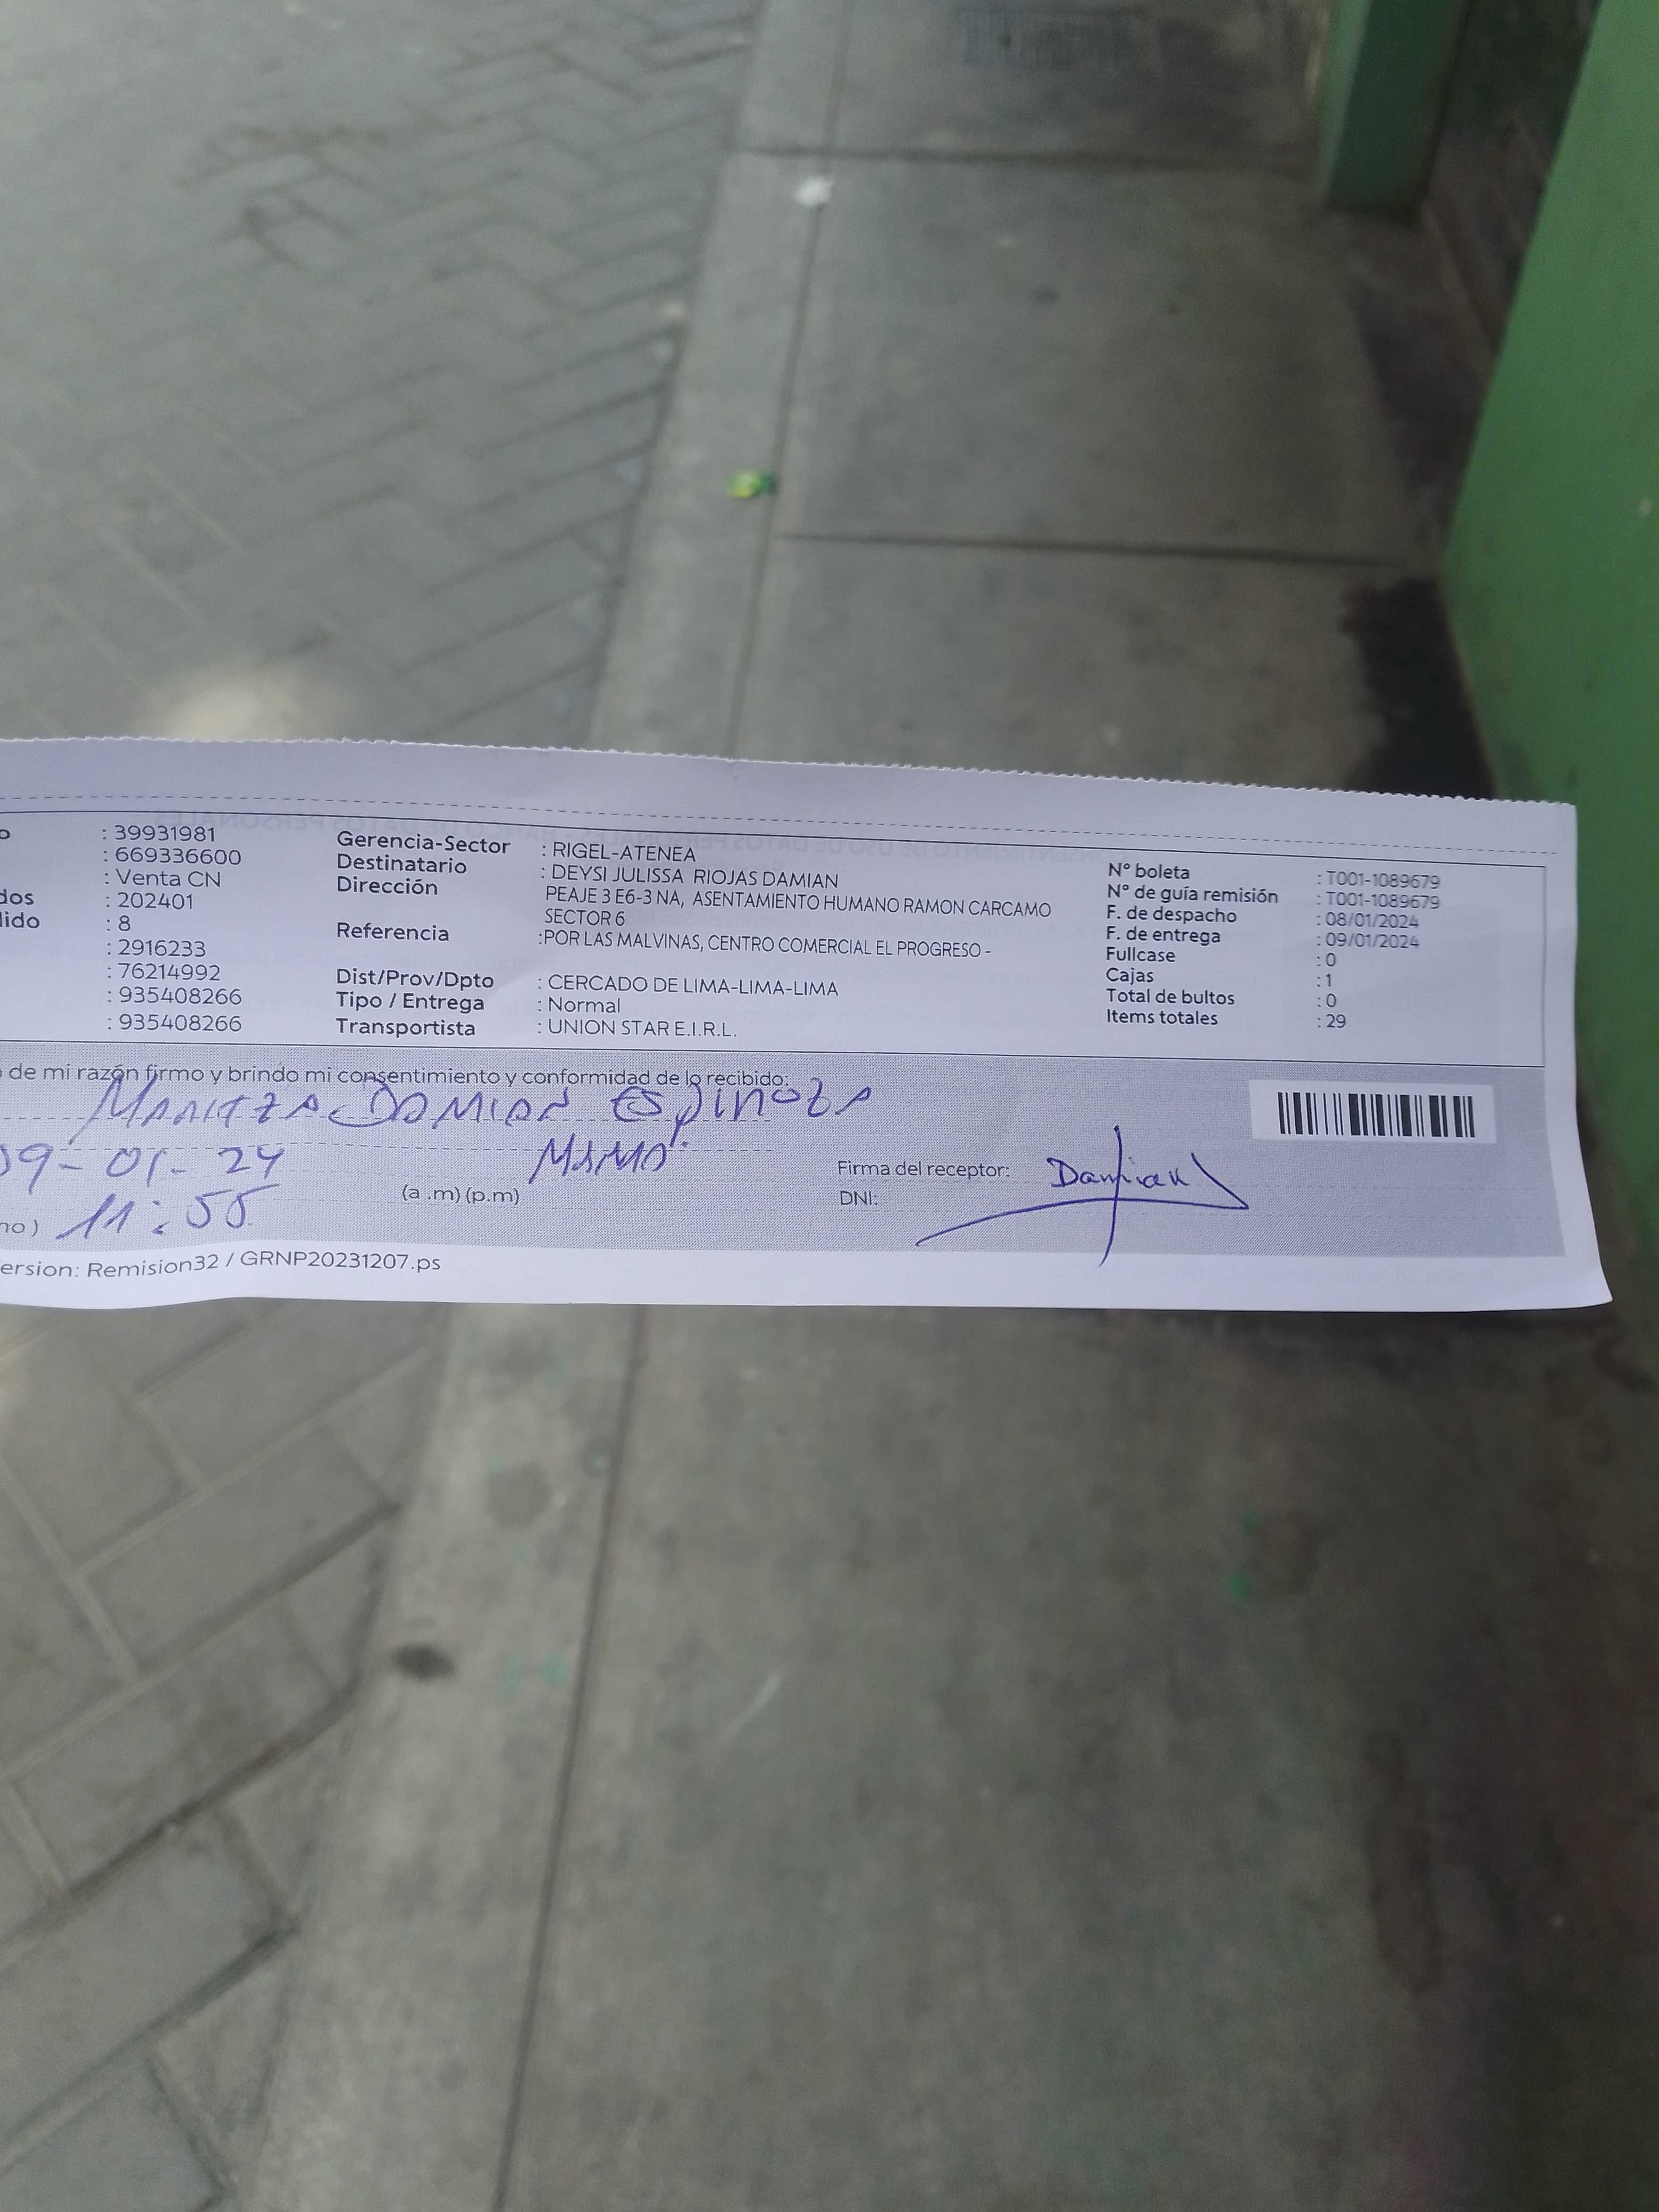 o : 39931981
: 669336600
: Venta CN
dos : 202401
lido : 8
: 2916233
: 76214992
: 935408266
: 935408266
Gerencia-Sector : RIGEL-ATENEA
Destinatario : DEYSI JULISSA RIOJAS DAMIAN
Dirección PEAJE 3 E6-3 NA, ASENTAMIENTO HUMANO RAMON CARCAMO
SECTOR 6
Referencia :POR LAS MALVINAS, CENTRO COMERCIAL EL PROGRESO -
Dist/Prov/Dpto : CERCADO DE LIMA-LIMA-LIMA
Tipo / Entrega : Normal
Transportista : UNION STAR E.I.R.L.
N° boleta : T001-1089679
N° de guía remisión : T001-1089679
F. de despacho : 08/01/2024
F. de entrega : 09/01/2024
Fullcase : 0
Cajas : 1
Total de bultos : 0
Items totales : 29
o de mi razón firmo y brindo mi consentimiento y conformidad de lo recibido:
MARITZA DAMIAN ESPINOZA
09-01-24 MAMA
no) 11:55 (a .m) (p.m)
Firma del receptor: Damian
DNI:
ersion: Remision32 / GRNP20231207.ps